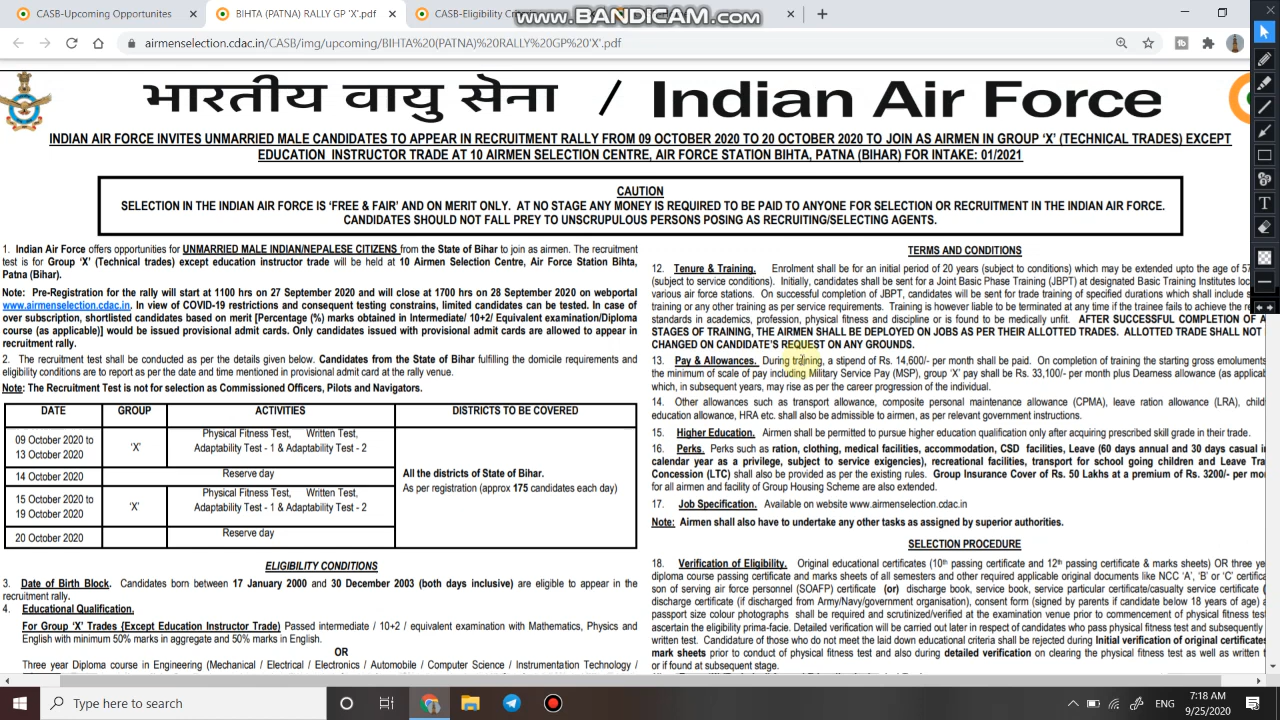 CASB-Upcoming Opportunites
BIHTA (PATNA) RALLY GP 'X'.pdf
CASB-Eligibility Cri
www.BANDICAM.com
airmenselection.cdac.in/CASB/img/upcoming/BIHTA%20(PATNA)%20RALLY%20GP%20'X'.pdf
भारतीय वायु सेना / Indian Air Force
INDIAN AIR FORCE INVITES UNMARRIED MALE CANDIDATES TO APPEAR IN RECRUITMENT RALLY FROM 09 OCTOBER 2020 TO 20 OCTOBER 2020 TO JOIN AS AIRMEN IN GROUP 'X' (TECHNICAL TRADES) EXCEPT
EDUCATION INSTRUCTOR TRADE AT 10 AIRMEN SELECTION CENTRE, AIR FORCE STATION BIHTA, PATNA (BIHAR) FOR INTAKE: 01/2021
CAUTION
SELECTION IN THE INDIAN AIR FORCE IS 'FREE & FAIR' AND ON MERIT ONLY. AT NO STAGE ANY MONEY IS REQUIRED TO BE PAID TO ANYONE FOR SELECTION OR RECRUITMENT IN THE INDIAN AIR FORCE.
CANDIDATES SHOULD NOT FALL PREY TO UNSCRUPULOUS PERSONS POSING AS RECRUITING/SELECTING AGENTS.
1. Indian Air Force offers opportunities for UNMARRIED MALE INDIAN/NEPALESE CITIZENS from the State of Bihar to join as airmen. The recruitment
test is for Group 'X' (Technical trades) except education instructor trade will be held at 10 Airmen Selection Centre, Air Force Station Bihta,
Patna (Bihar).
Note: Pre-Registration for the rally will start at 1100 hrs on 27 September 2020 and will close at 1700 hrs on 28 September 2020 on webportal
www.airmenselection.cdac.in. In view of COVID-19 restrictions and consequent testing constrains, limited candidates can be tested. In case of
over subscription, shortlisted candidates based on merit [Percentage (%) marks obtained in Intermediate/ 10+2/ Equivalent examination/Diploma
course (as applicable)] would be issued provisional admit cards. Only candidates issued with provisional admit cards are allowed to appear in
recruitment rally.
2. The recruitment test shall be conducted as per the details given below. Candidates from the State of Bihar fulfilling the domicile requirements and
eligibility conditions are to report as per the date and time mentioned in provisional admit card at the rally venue.
Note: The Recruitment Test is not for selection as Commissioned Officers, Pilots and Navigators.
DATE GROUP ACTIVITIES DISTRICTS TO BE COVERED
09 October 2020 to
13 October 2020
'X'
Physical Fitness Test, Written Test,
Adaptability Test - 1 & Adaptability Test - 2
14 October 2020 Reserve day
15 October 2020 to
19 October 2020
'X'
Physical Fitness Test, Written Test,
Adaptability Test - 1 & Adaptability Test - 2
20 October 2020 Reserve day
All the districts of State of Bihar.
As per registration (approx 175 candidates each day)
ELIGIBILITY CONDITIONS
3. Date of Birth Block. Candidates born between 17 January 2000 and 30 December 2003 (both days inclusive) are eligible to appear in the
recruitment rally.
4. Educational Qualification.
For Group 'X' Trades {Except Education Instructor Trade) Passed intermediate / 10+2 / equivalent examination with Mathematics, Physics and
English with minimum 50% marks in aggregate and 50% marks in English.
OR
Three year Diploma course in Engineering (Mechanical / Electrical / Electronics / Automobile / Computer Science / Instrumentation Technology /
TERMS AND CONDITIONS
12. Tenure & Training. Enrolment shall be for an initial period of 20 years (subject to conditions) which may be extended upto the age of 57
(subject to service conditions). Initially, candidates shall be sent for a Joint Basic Phase Training (JBPT) at designated Basic Training Institutes loc
various air force stations. On successful completion of JBPT, candidates will be sent for trade training of specified durations which shall include
training or any other training as per service requirements. Training is liable to be terminated at any time if the trainee fails to achieve the
standards in academics, profession, physical fitness and discipline or is found to be medically unfit. AFTER SUCCESSFUL COMPLETION OF A
STAGES OF TRAINING, THE AIRMEN SHALL BE DEPLOYED ON JOBS AS PER THEIR ALLOTTED TRADES. ALLOTTED TRADE SHALL NOT
CHANGED ON CANDIDATE'S REQUEST ON ANY GROUNDS.
13. Pay & Allowances. During training, a stipend of Rs. 14,600/- per month shall be paid. On completion of training the starting gross emoluments
the minimum of scale of pay including Military Service Pay (MSP), group 'X' pay shall be Rs. 33,100/- per month plus Dearness allowance (as applicab
which, in subsequent years, may rise as per the career progression of the individual.
14. Other allowances such as transport allowance, composite personal maintenance allowance (CPMA), leave ration allowance (LRA), child
education allowance, HRA etc. shall also be admissible to airmen, as per relevant government instructions.
15. Higher Education. Airmen shall be permitted to pursue higher education qualification only after acquiring prescribed skill grade in their trade.
16. Perks. Perks such as ration, clothing, medical facilities, accommodation, CSD facilities, Leave (60 days annual and 30 days casual in
calendar year as a privilege, subject to service exigencies), recreational facilities, transport for school going children and Leave Tra
Concession (LTC) shall also be provided as per the existing rules. Group Insurance Cover of Rs. 50 Lakhs at a premium of Rs. 3200/- per mon
for all airmen and facility of Group Housing Scheme are also extended.
17. Job Specification. Available on website www.airmenselection.cdac.in
Note: Airmen shall also have to undertake any other tasks as assigned by superior authorities.
SELECTION PROCEDURE
18. Verification of Eligibility. Original educational certificates (10th passing certificate and 12th passing certificate & marks sheets) OR three ye
diploma course passing certificate and marks sheets of all semesters and other required applicable original documents like NCC 'A', 'B' or 'C' certifica
son of serving air force personnel (SOAFP) certificate (or) discharge book, service book, service particular certificate/casualty service certificate (
discharge certificate (if discharged from Army/Navy/government organisation), consent form (signed by parents if candidate below 18 years of age) a
passport size colour photographs shall be required and scrutinized/verified at the examination venue prior to commencement of physical fitness test
ascertain the eligibility prima-facie. Detailed verification will be carried out later in respect of candidates who pass physical fitness test and subsequently
written test. Candidature of those who do not meet the laid down educational criteria shall be rejected during Initial verification of original certificates
mark sheets prior to conduct of physical fitness test and also during detailed verification on clearing the physical fitness test as well as written t
or if found at subsequent stage.
Type here to search
ENG
7:18 AM
9/25/2020